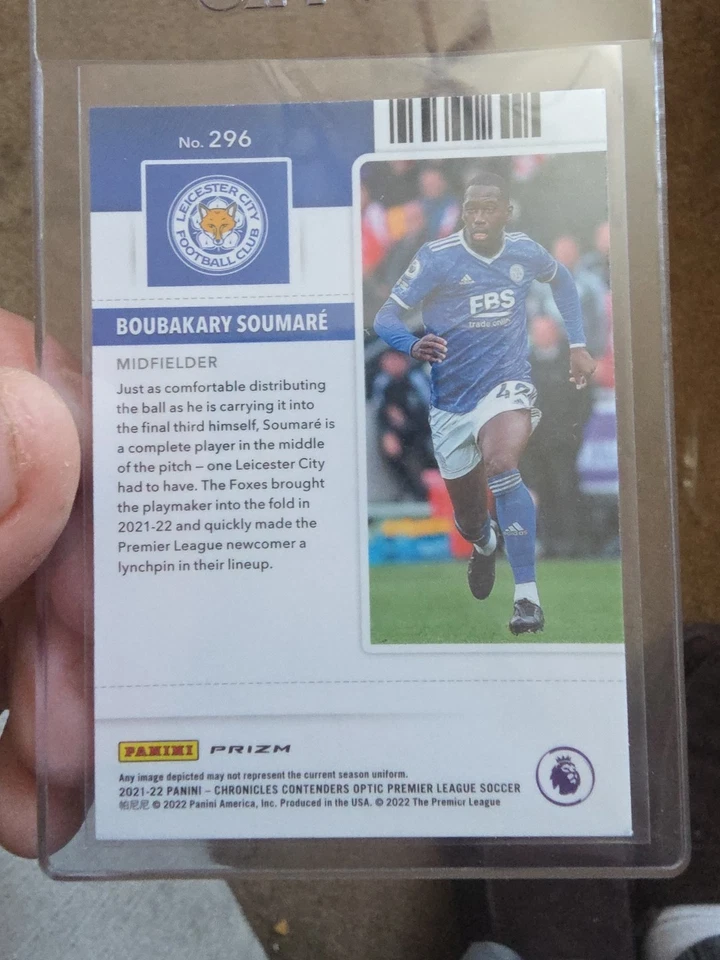 No. 296
LEICESTER CITY
FOOTBALL CLUB
BOUBAKARY SOUMARÉ
MIDFIELDER
Just as comfortable distributing
the ball as he is carrying it into
the final third himself, Soumaré is
a complete player in the middle
of the pitch – one Leicester City
had to have. The Foxes brought
the playmaker into the fold in
2021-22 and quickly made the
Premier League newcomer a
lynchpin in their lineup.
FBS
trade
42
adidas
PANINI PRIZM
Any image depicted may not represent the current season uniform.
2021-22 PANINI – CHRONICLES CONTENDERS OPTIC PREMIER LEAGUE SOCCER
帕尼尼 © 2022 Panini America, Inc. Produced in the USA. © 2022 The Premier League